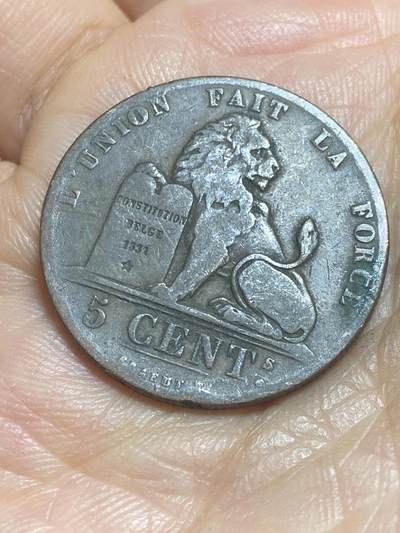 L'UNION FAIT LA FORCE
CONSTITUTION
BELGE
1831
5 CENTS